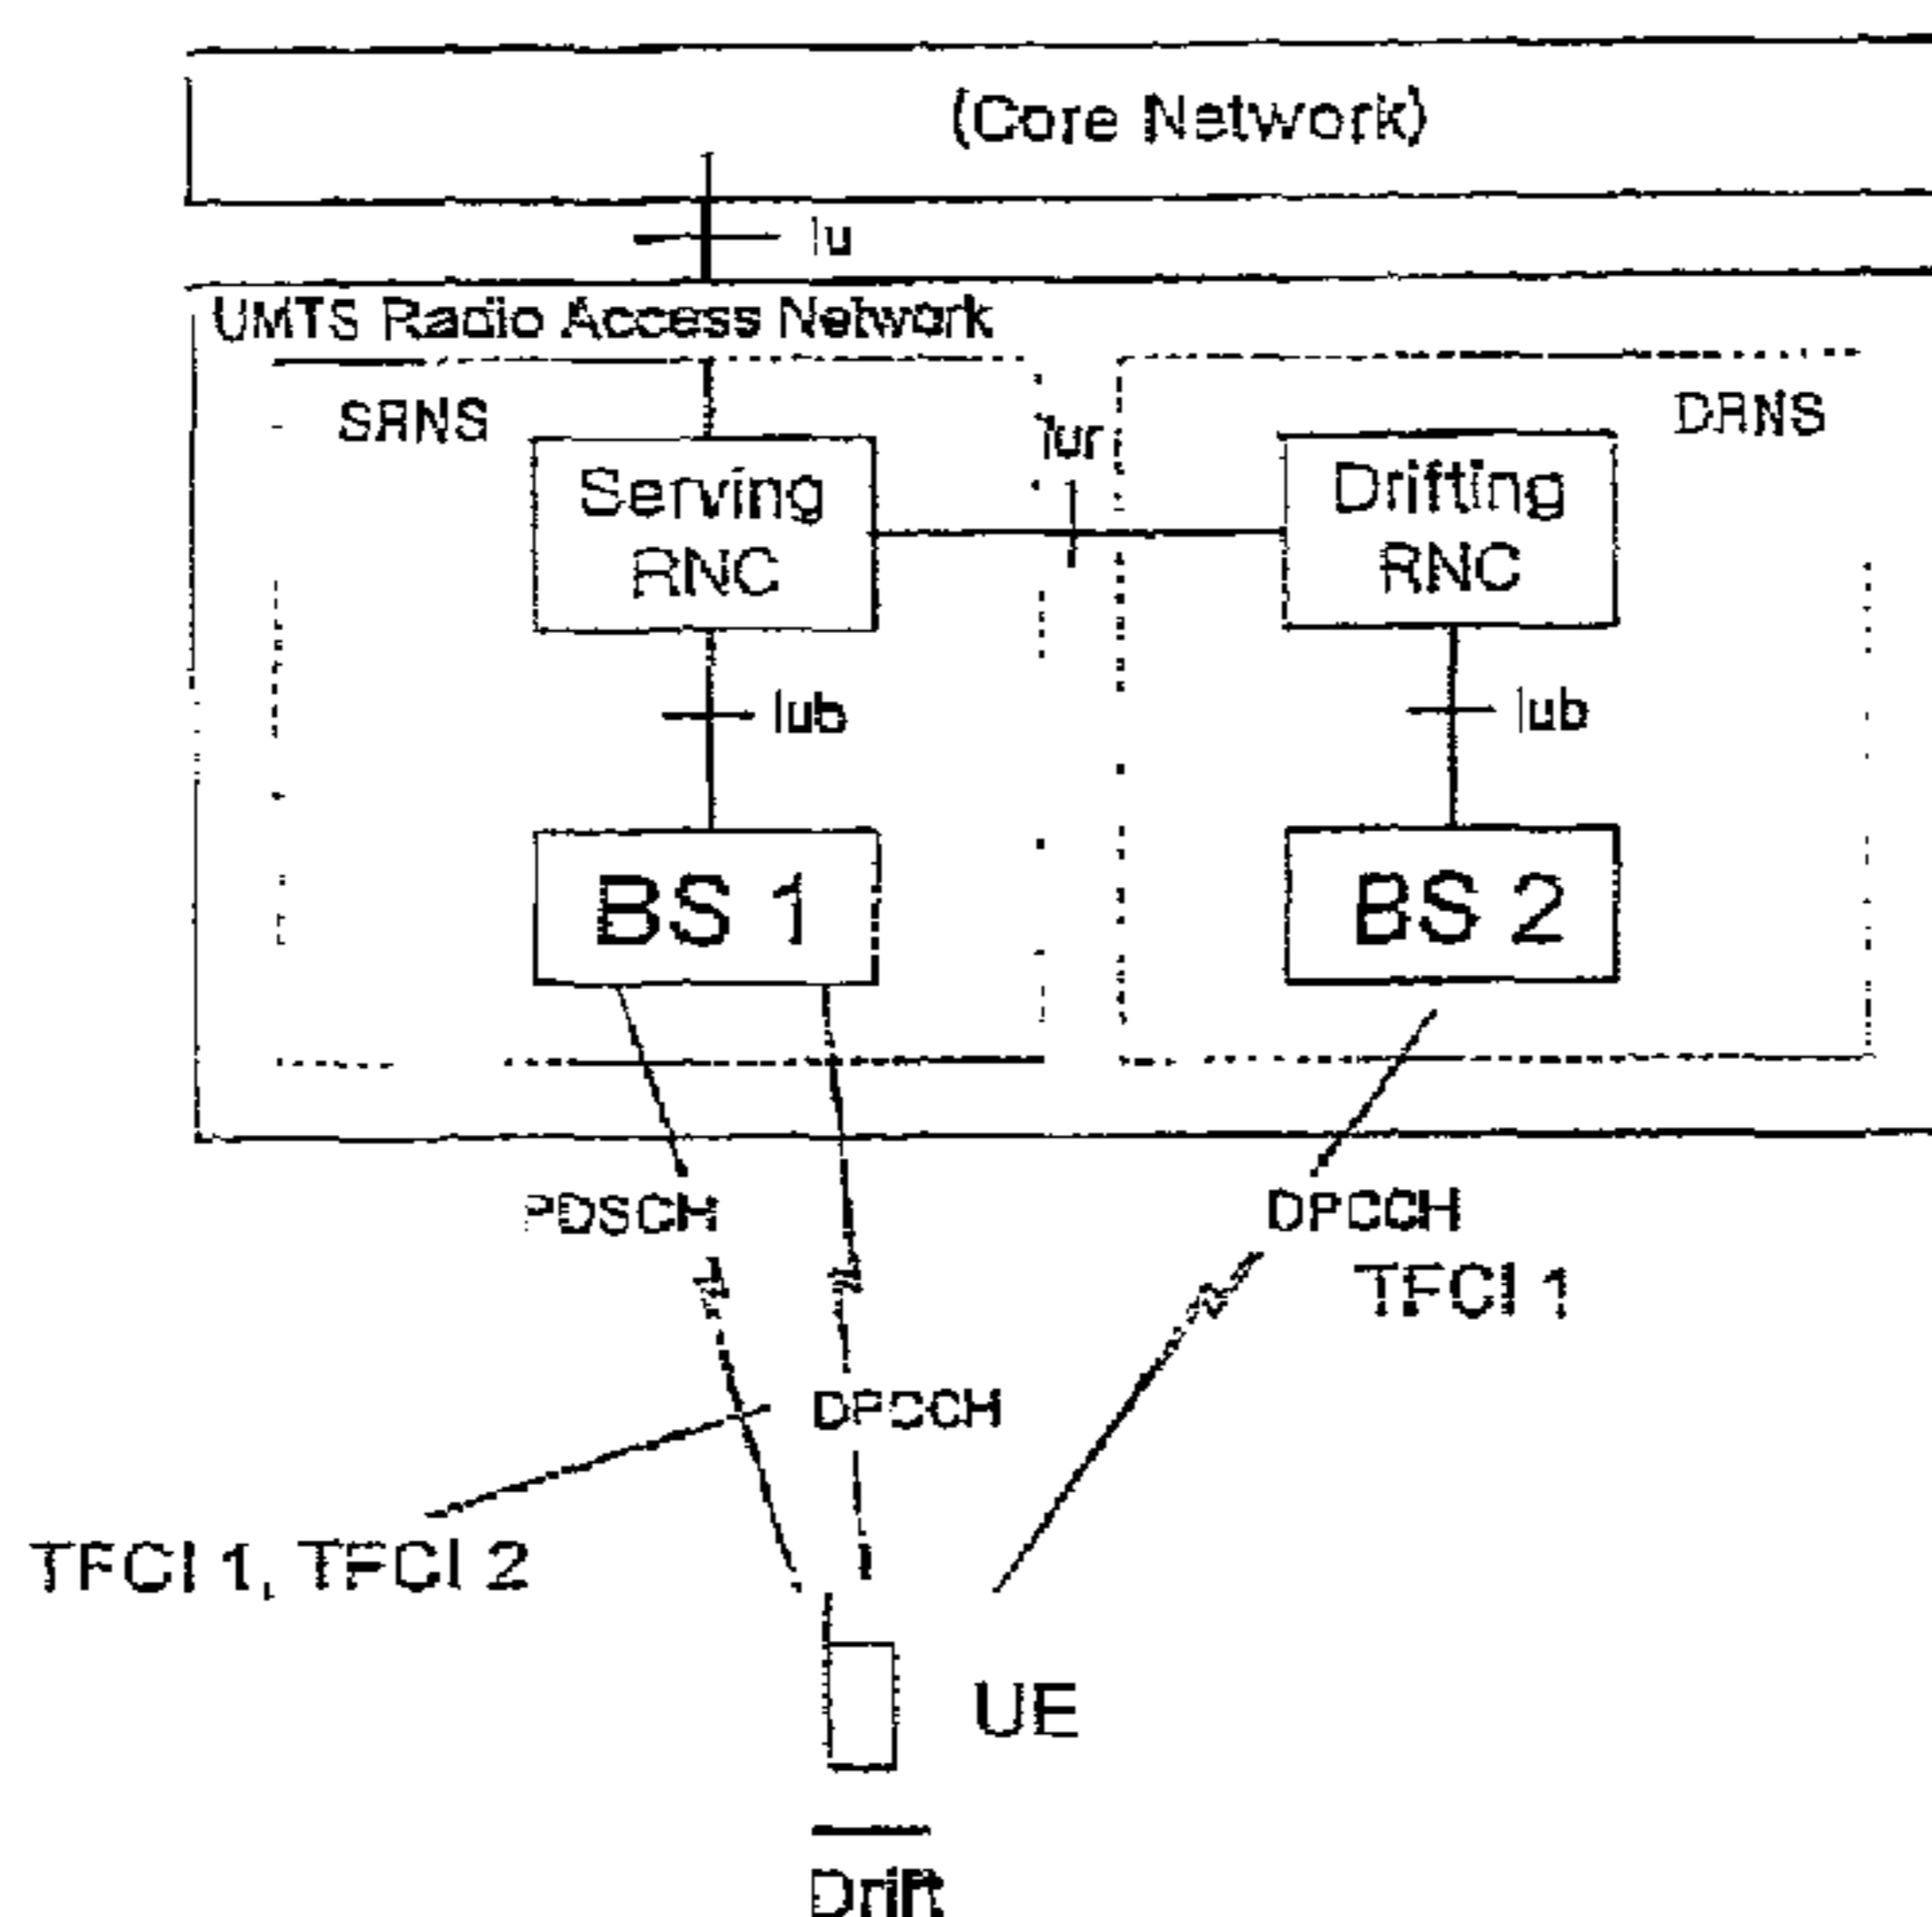 (Core Network)
Iu
UMTS Radio Access Network
SRNS
Iur
DRNS
Serving
RNC
Drifting
RNC
Iub
Iub
BS 1
BS 2
PDSCH
DPCCH
TFCI 1
DPCCH
TFCI 1, TFCI 2
UE
Drift